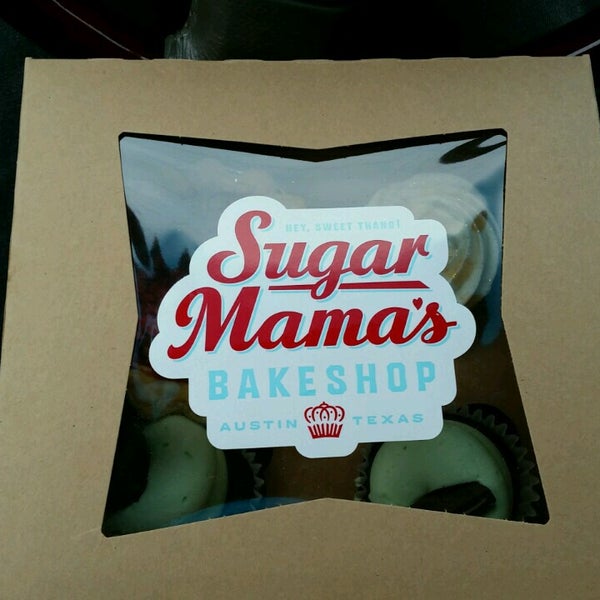 HEY, SWEET THANG!
Sugar
Mama's
BAKESHOP
AUSTIN TEXAS